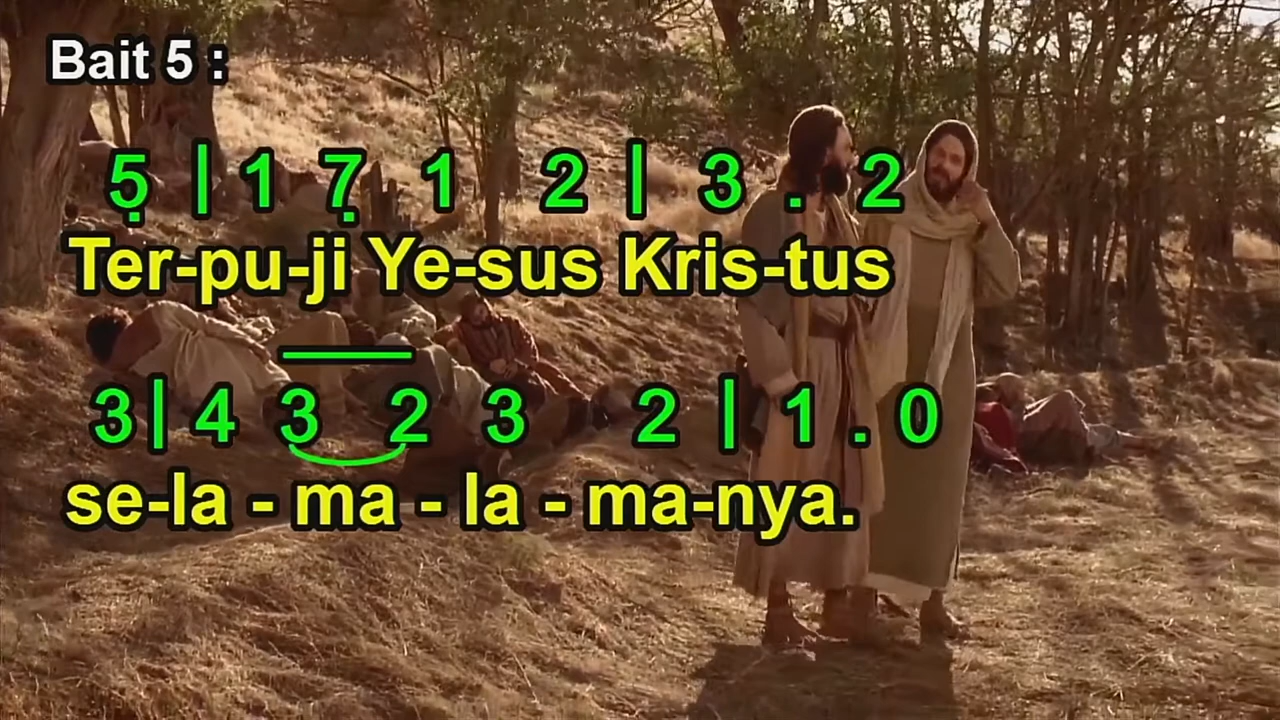 Bait 5 :
5̣ | 1 7̣ 1 2 | 3 . 2
Ter-pu-ji Ye-sus Kris-tus
3 | 4 3 2 3 2 | 1 . 0
se-la - ma - la - ma-nya.